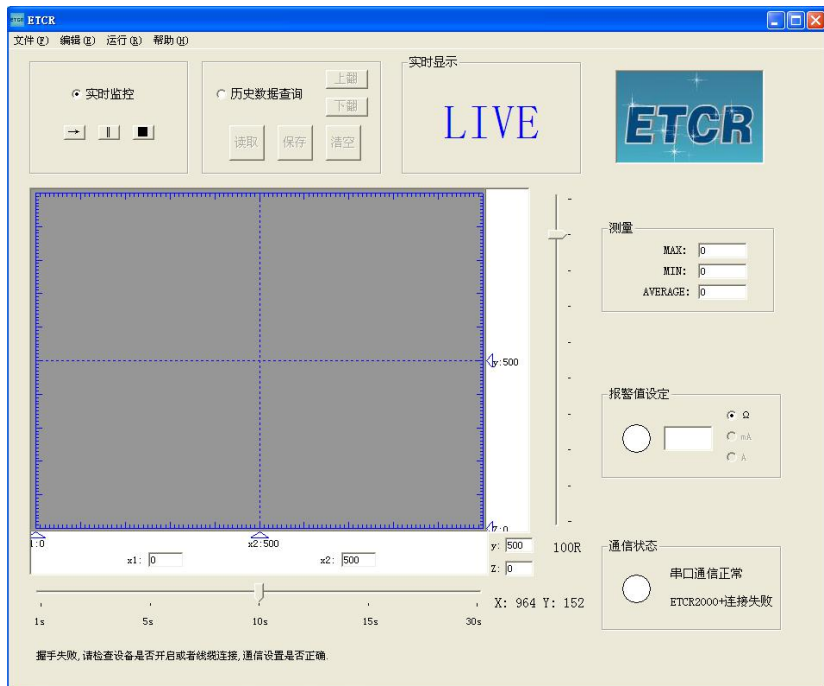 ETCR ETCR
文件(F) 编辑(E) 运行(R) 帮助(H)
实时监控
历史数据查询
上翻
下翻
读取 保存 清空
实时显示
LIVE
ETCR
测量
MAX: 0
MIN: 0
AVERAGE: 0
y:500
报警值设定
Ω
mA
A
Z:0
1:0 x2:500
x1: 0 x2: 500
y: 500
Z: 0
100R
通信状态
串口通信正常
ETCR2000+连接失败
X: 964 Y: 152
1s 5s 10s 15s 30s
握手失败,请检查设备是否开启或者线缆连接,通信设置是否正确.